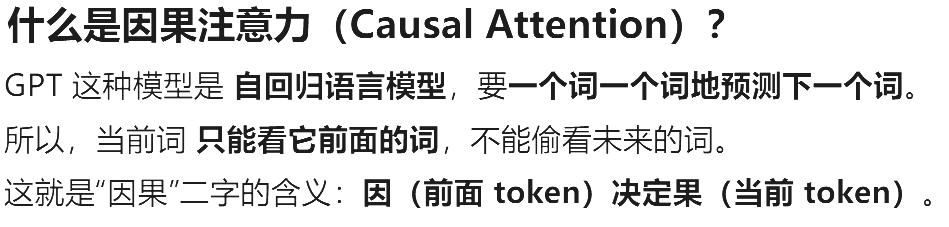 什么是因果注意力（Causal Attention）？
GPT 这种模型是 自回归语言模型，要一个词一个词地预测下一个词。
所以，当前词 只能看它前面的词，不能偷看未来的词。
这就是“因果”二字的含义：因（前面 token）决定果（当前 token）。